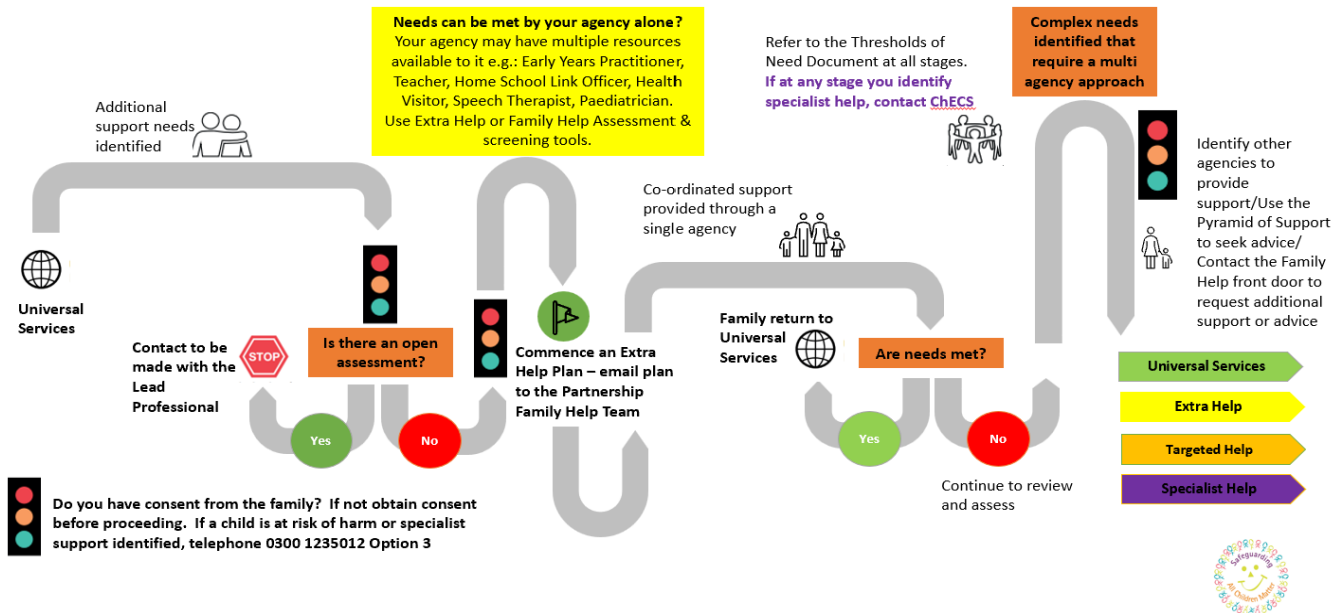 Additional
support needs
identified
Universal
Services
Needs can be met by your agency alone?
Your agency may have multiple resources
available to it e.g.: Early Years Practitioner,
Teacher, Home School Link Officer, Health
Visitor, Speech Therapist, Paediatrician.
Use Extra Help or Family Help Assessment &
screening tools.
Is there an open
assessment?
Contact to be
made with the
Lead
Professional
STOP
Yes
No
Commence an Extra
Help Plan – email plan
to the Partnership
Family Help Team
Co-ordinated support
provided through a
single agency
Refer to the Thresholds of
Need Document at all stages.
If at any stage you identify
specialist help, contact ChECS
Family return to
Universal
Services
Are needs met?
Yes
No
Continue to review
and assess
Complex needs
identified that
require a multi
agency approach
Identify other
agencies to
provide
support/Use the
Pyramid of Support
to seek advice/
Contact the Family
Help front door to
request additional
support or advice
Universal Services
Extra Help
Targeted Help
Specialist Help
Do you have consent from the family? If not obtain consent
before proceeding. If a child is at risk of harm or specialist
support identified, telephone 0300 1235012 Option 3
Safeguarding
All Children Matter